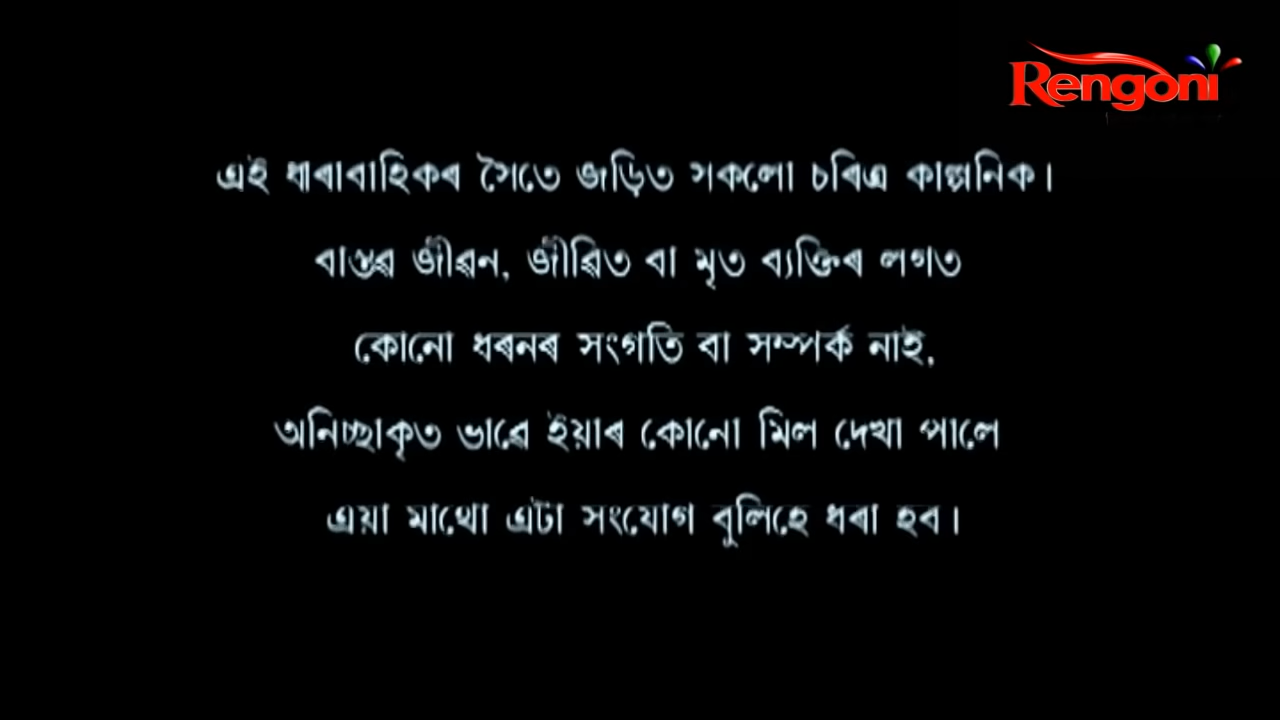 Rengoni
এই ধাৰাবাহিকৰ সৈতে জড়িত সকলো চৰিত্ৰ কাল্পনিক।
বাস্তৱ জীৱন, জীৱিত বা মৃত ব্যক্তিৰ লগত
কোনো ধৰনৰ সংগতি বা সম্পৰ্ক নাই,
অনিচ্ছাকৃত ভাৱে ইয়াৰ কোনো মিল দেখা পালে
এয়া মাথো এটা সংযোগ বুলিহে ধৰা হব।